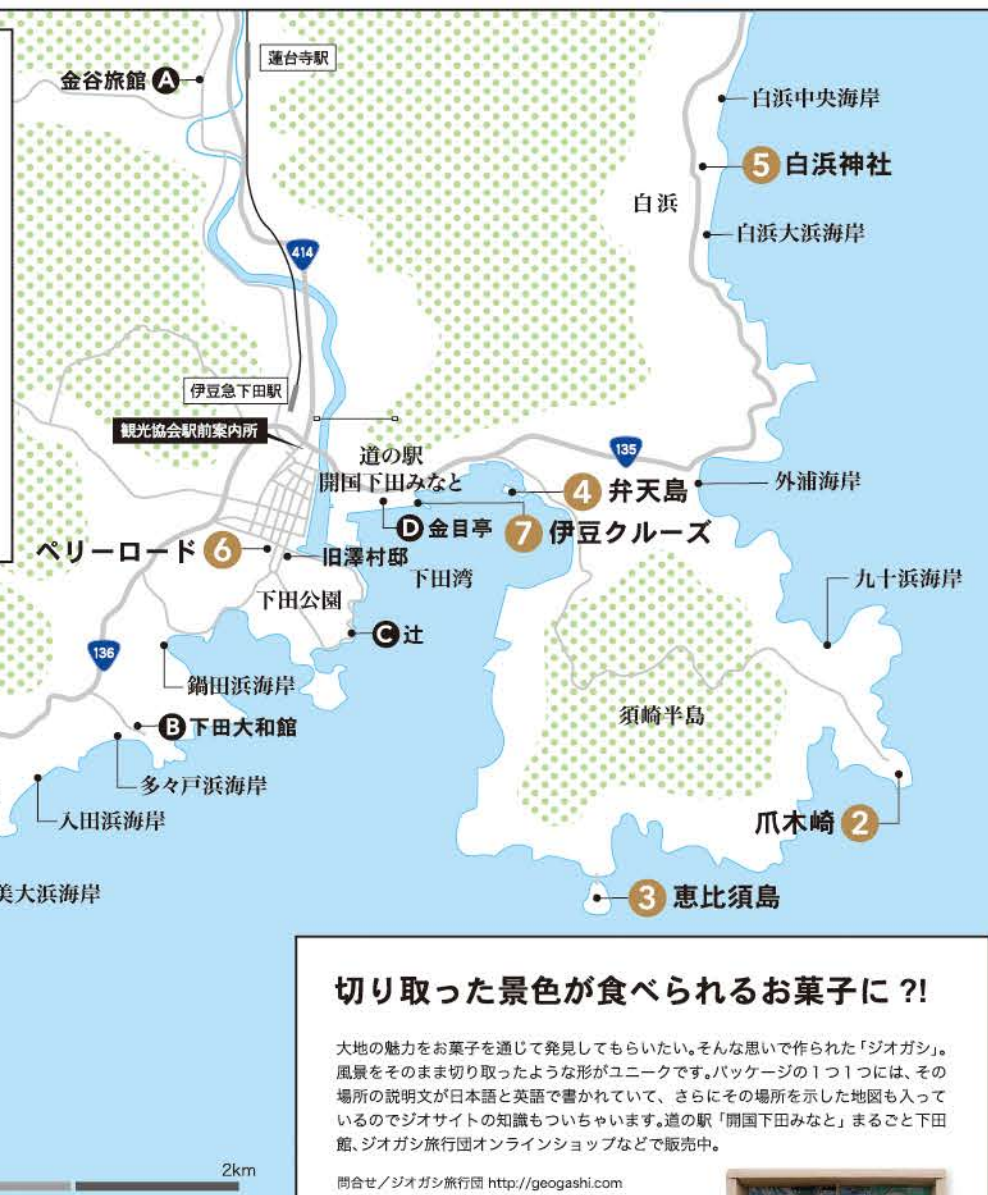 蓮台寺駅
金谷旅館 A
白浜中央海岸
5 白浜神社
白浜
白浜大浜海岸
414
伊豆急下田駅
観光協会駅前案内所
道の駅
開国下田みなと
135
4 弁天島
外浦海岸
D 金目亭
7 伊豆クルーズ
ペリーロード 6
旧澤村邸
下田湾
九十浜海岸
下田公園
C 辻
136
鍋田浜海岸
須崎半島
B 下田大和館
多々戸浜海岸
入田浜海岸
爪木崎 2
美大浜海岸
3 恵比須島
切り取った景色が食べられるお菓子に ?!
大地の魅力をお菓子を通じて発見してもらいたい。そんな思いで作られた「ジオガシ」。
風景をそのまま切り取ったような形がユニークです。パッケージの1つ1つには、その
場所の説明文が日本語と英語で書かれていて、さらにその場所を示した地図も入って
いるのでジオサイトの知識もついちゃいます。道の駅「開国下田みなと」まるごと下田
館、ジオガシ旅行団オンラインショップなどで販売中。
問合せ／ジオガシ旅行団 http://geogashi.com
2km